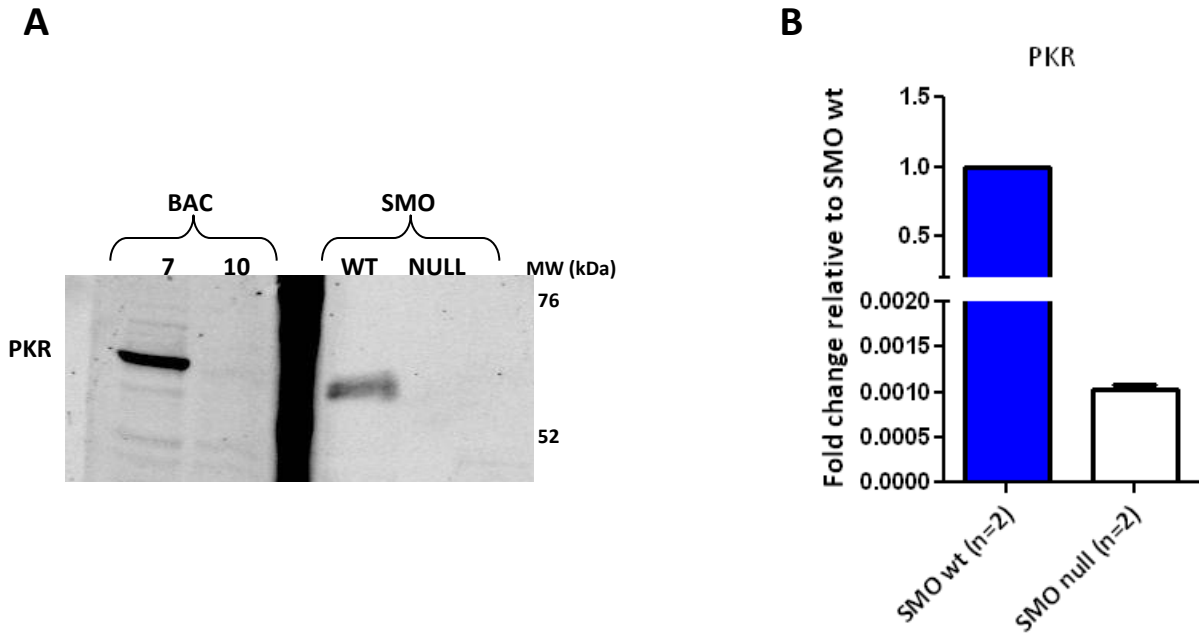 A
BAC
SMO
7
10
WT
NULL
MW (kDa)
76
PKR
52
B
PKR
Fold change relative to SMO wt
1.5
1.0
0.5
0.0020
0.0015
0.0010
0.0005
0.0000
SMO wt (n=2)
SMO null (n=2)